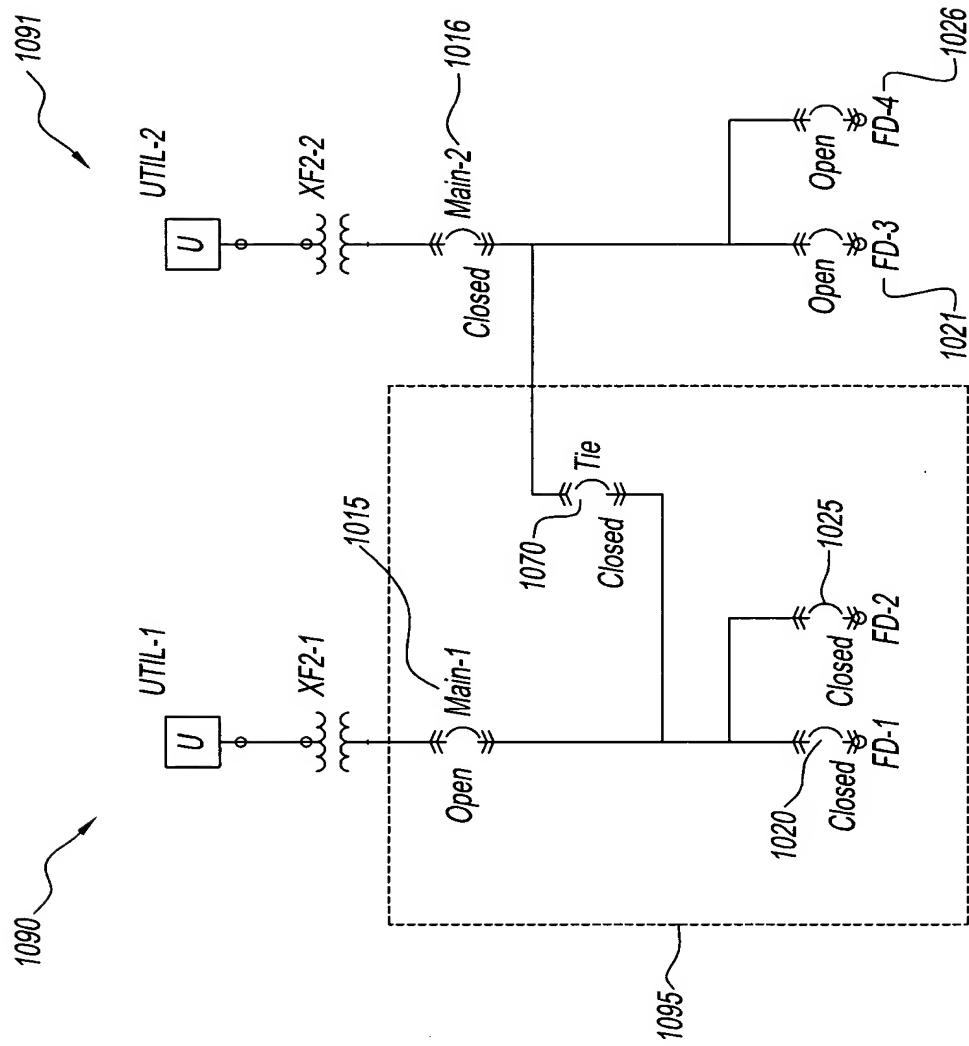 1090
1091
UTIL-1
UTIL-2
U
U
XF2-1
XF2-2
1015
1016
Main-1
Main-2
Open
Closed
1070
Tie
Closed
1025
1020
Closed
Closed
Open
Open
FD-1
FD-2
FD-3
FD-4
1021
1026
1095